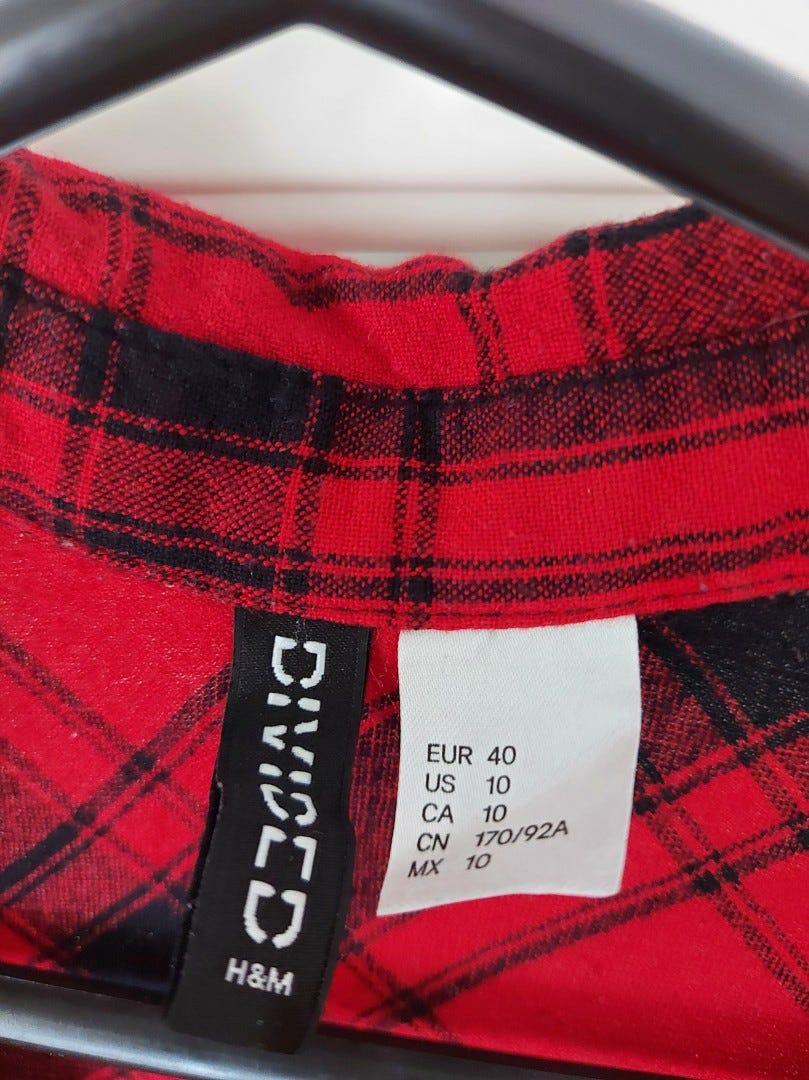 DIVIDED
H&M
EUR 40
US 10
CA 10
CN 170/92A
MX 10